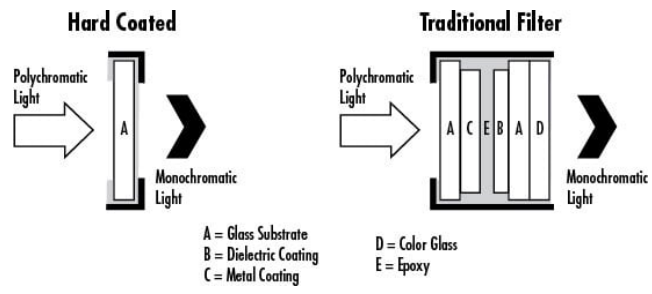 Hard Coated
Polychromatic
Light
A
Monochromatic
Light
Traditional Filter
Polychromatic
Light
A C E B A D
Monochromatic
Light
A = Glass Substrate
B = Dielectric Coating
C = Metal Coating
D = Color Glass
E = Epoxy